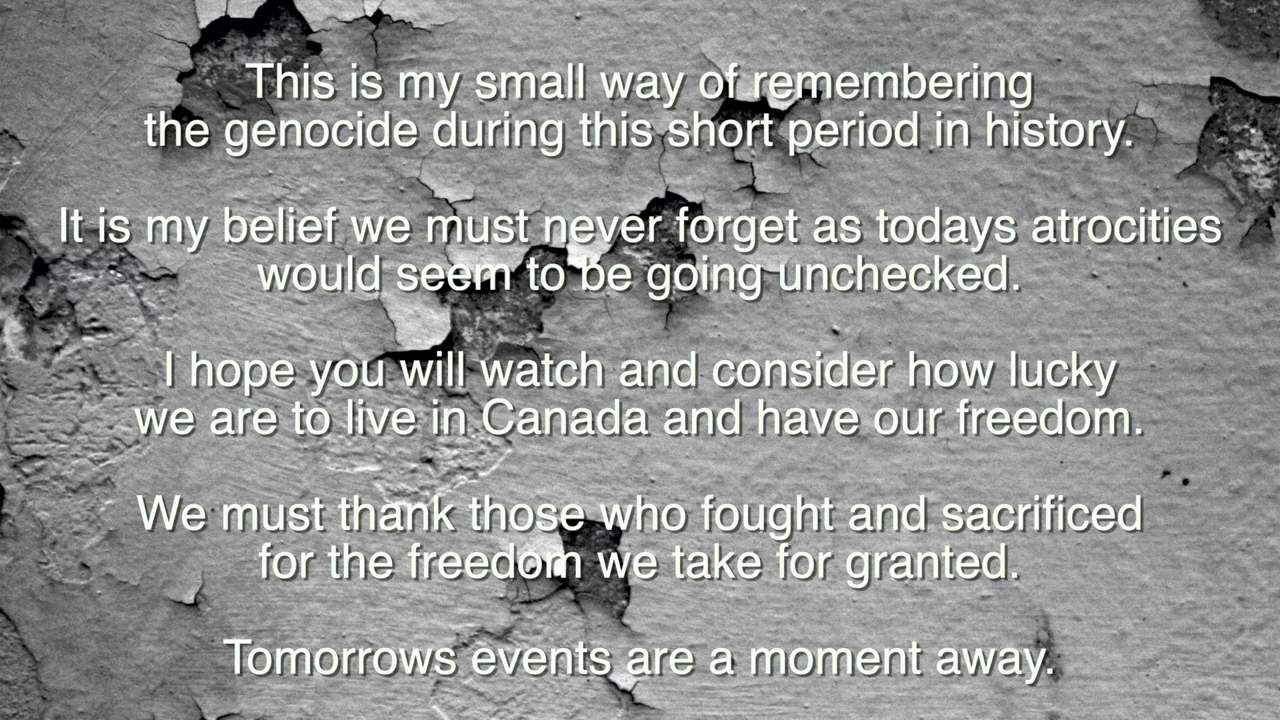 This is my small way of remembering
the genocide during this short period in history.
It is my belief we must never forget as todays atrocities
would seem to be going unchecked.
I hope you will watch and consider how lucky
we are to live in Canada and have our freedom.
We must thank those who fought and sacrificed
for the freedom we take for granted.
Tomorrows events are a moment away.